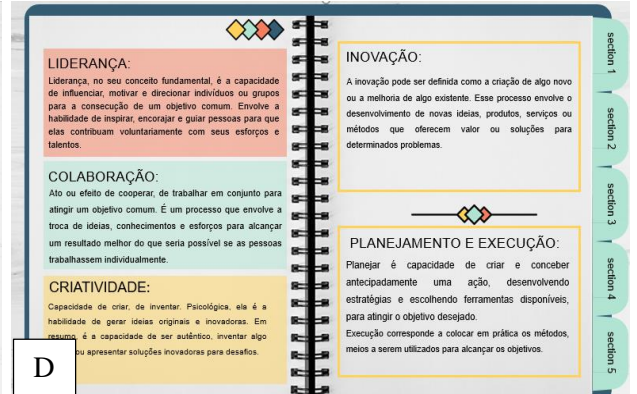 LIDERANÇA:
Liderança, no seu conceito fundamental, é a capacidade
de influenciar, motivar e direcionar indivíduos ou grupos
para a consecução de um objetivo comum. Envolve a
habilidade de inspirar, encorajar e guiar pessoas para que
elas contribuam voluntariamente com seus esforços e
talentos.
COLABORAÇÃO:
Ato ou efeito de cooperar, de trabalhar em conjunto para
atingir um objetivo comum. É um processo que envolve a
troca de ideias, conhecimentos e esforços para alcançar
um resultado melhor do que seria possível se as pessoas
trabalhassem individualmente.
CRIATIVIDADE:
Capacidade de criar, de inventar. Psicológica, ela é a
habilidade de gerar ideias originais e inovadoras. Em
resumo, é a capacidade de ser autêntico, inventar algo
ou apresentar soluções inovadoras para desafios.
D
INOVAÇÃO:
A inovação pode ser definida como a criação de algo novo
ou a melhoria de algo existente. Esse processo envolve o
desenvolvimento de novas ideias, produtos, serviços ou
métodos que oferecem valor ou soluções para
determinados problemas.
PLANEJAMENTO E EXECUÇÃO:
Planejar é capacidade de criar e conceber
antecipadamente uma ação, desenvolvendo
estratégias e escolhendo ferramentas disponíveis,
para atingir o objetivo desejado.
Execução corresponde a colocar em prática os métodos,
meios a serem utilizados para alcançar os objetivos.
section 1
section 2
section 3
section 4
section 5